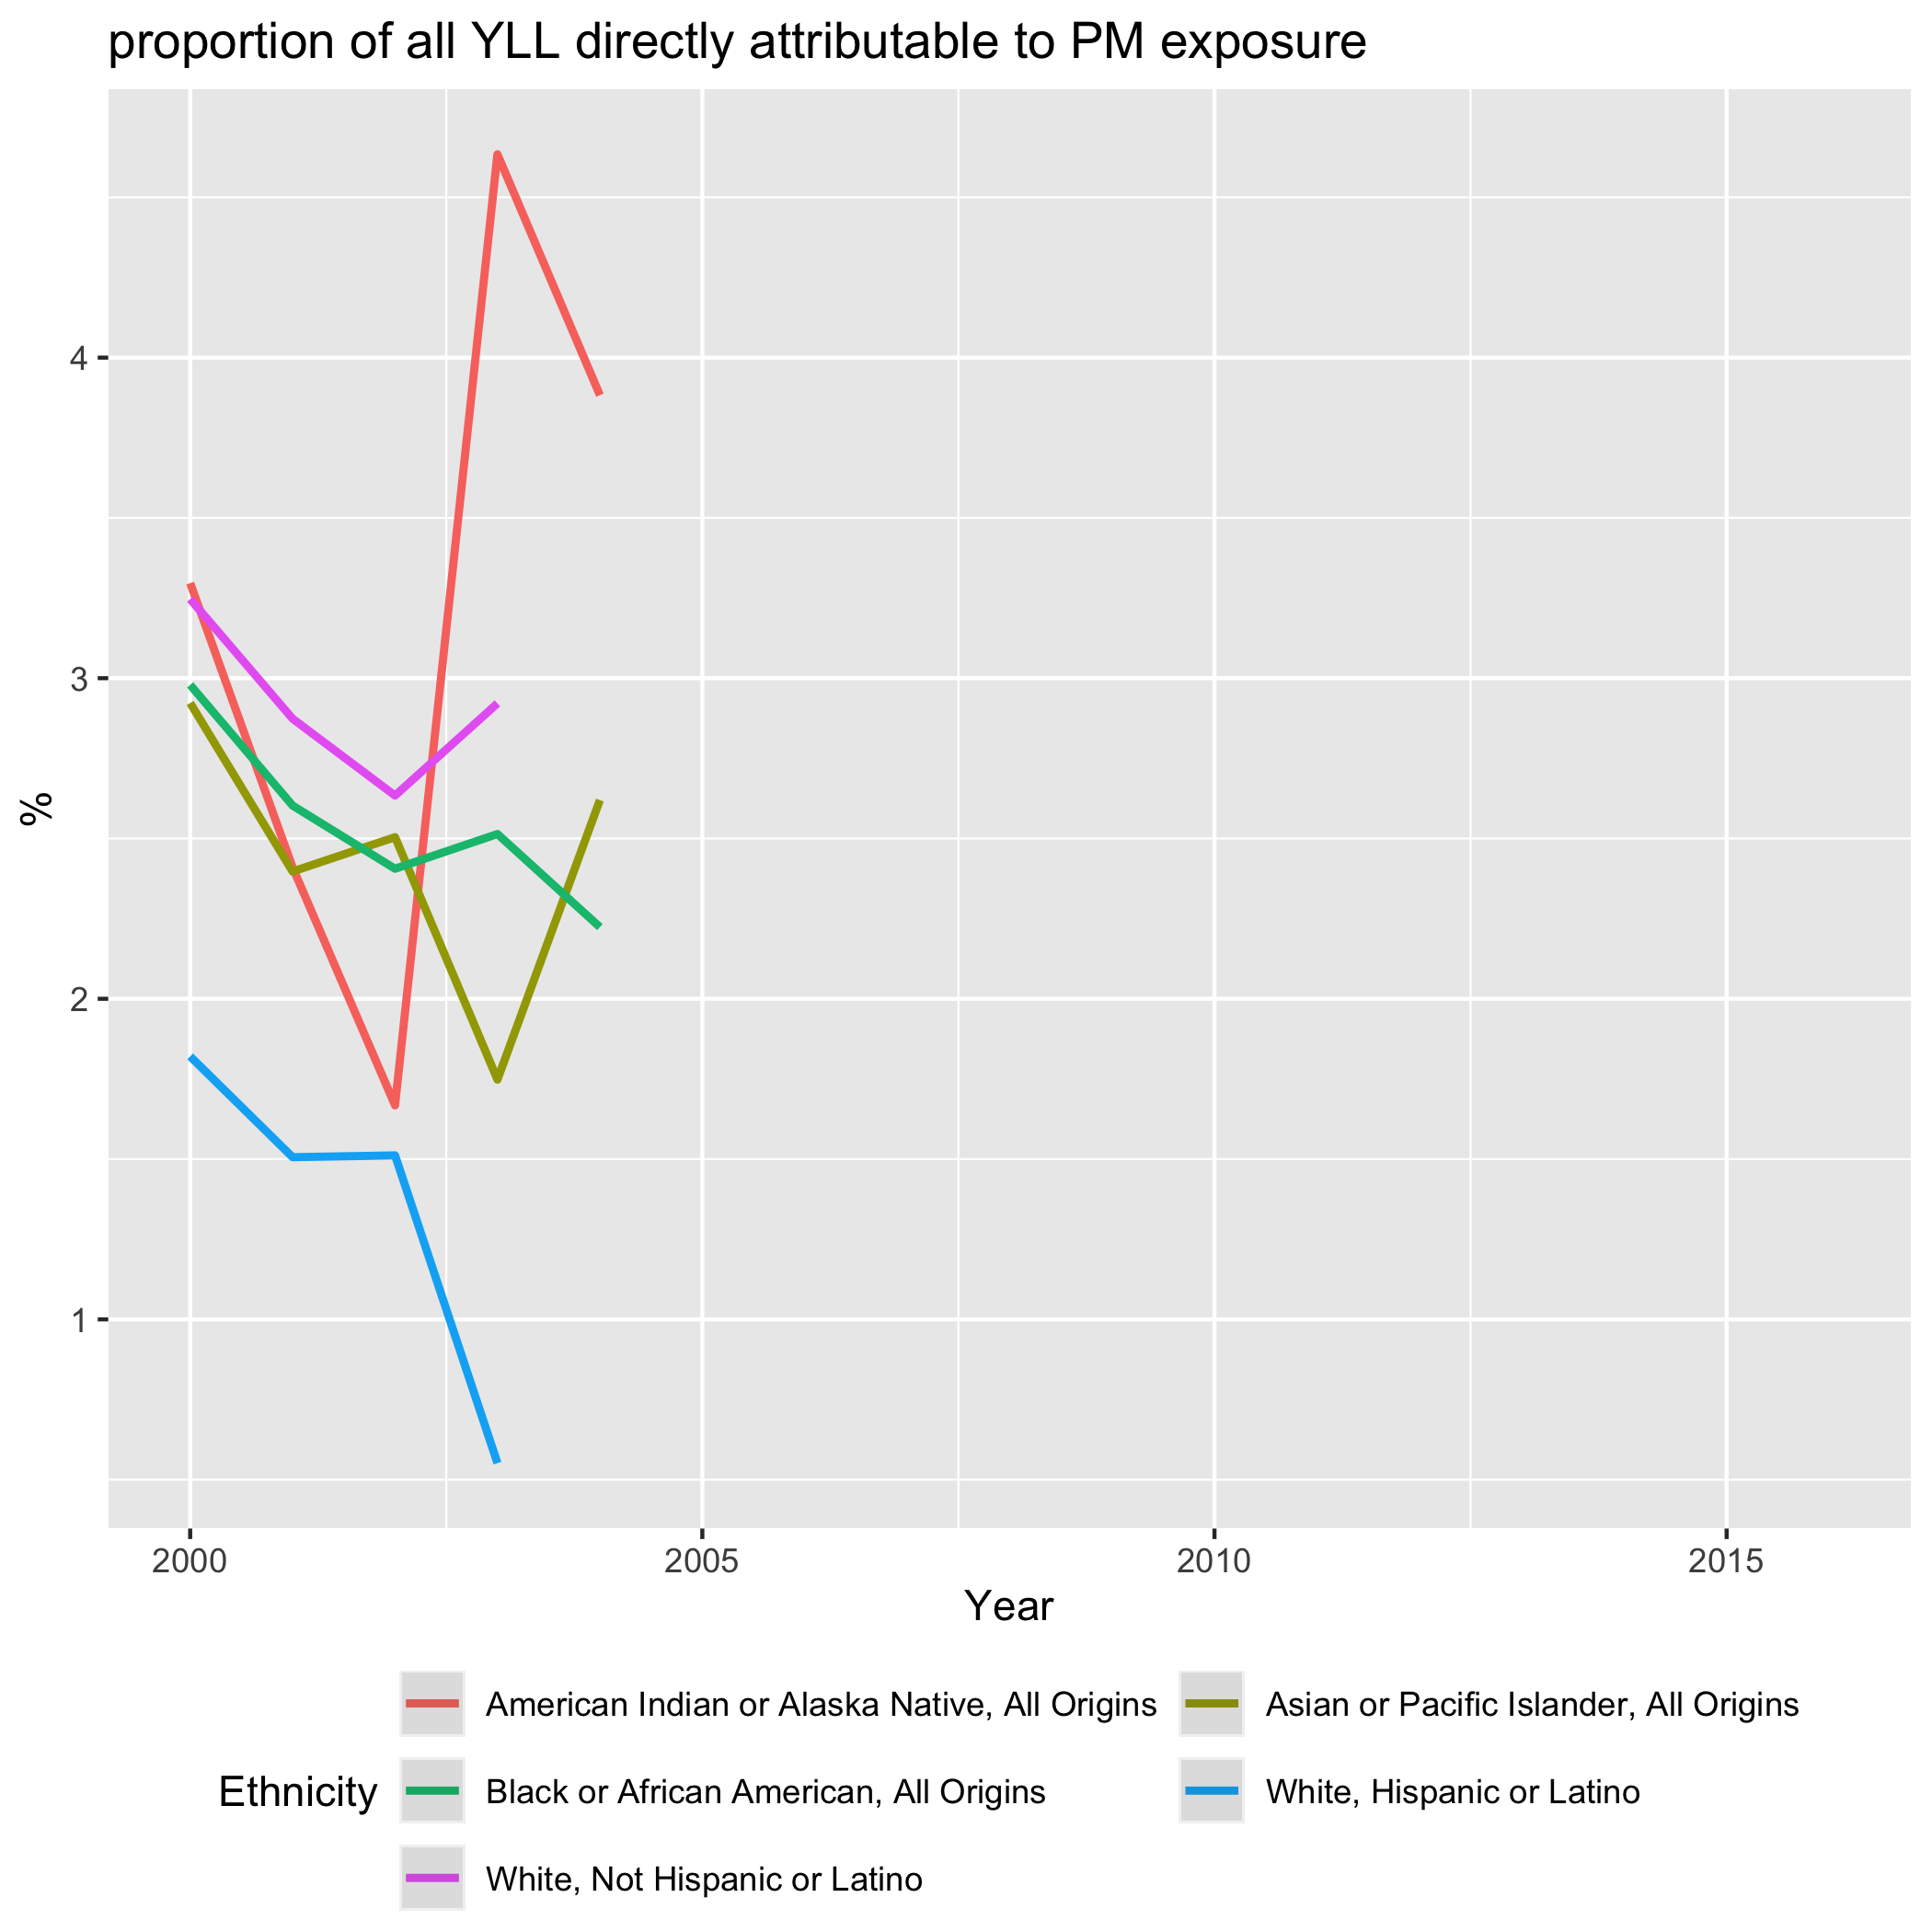 proportion of all YLL directly attributable to PM exposure
4
3
2
1
%
2000 2005 2010 2015
Year
Ethnicity
American Indian or Alaska Native, All Origins
Asian or Pacific Islander, All Origins
Black or African American, All Origins
White, Hispanic or Latino
White, Not Hispanic or Latino